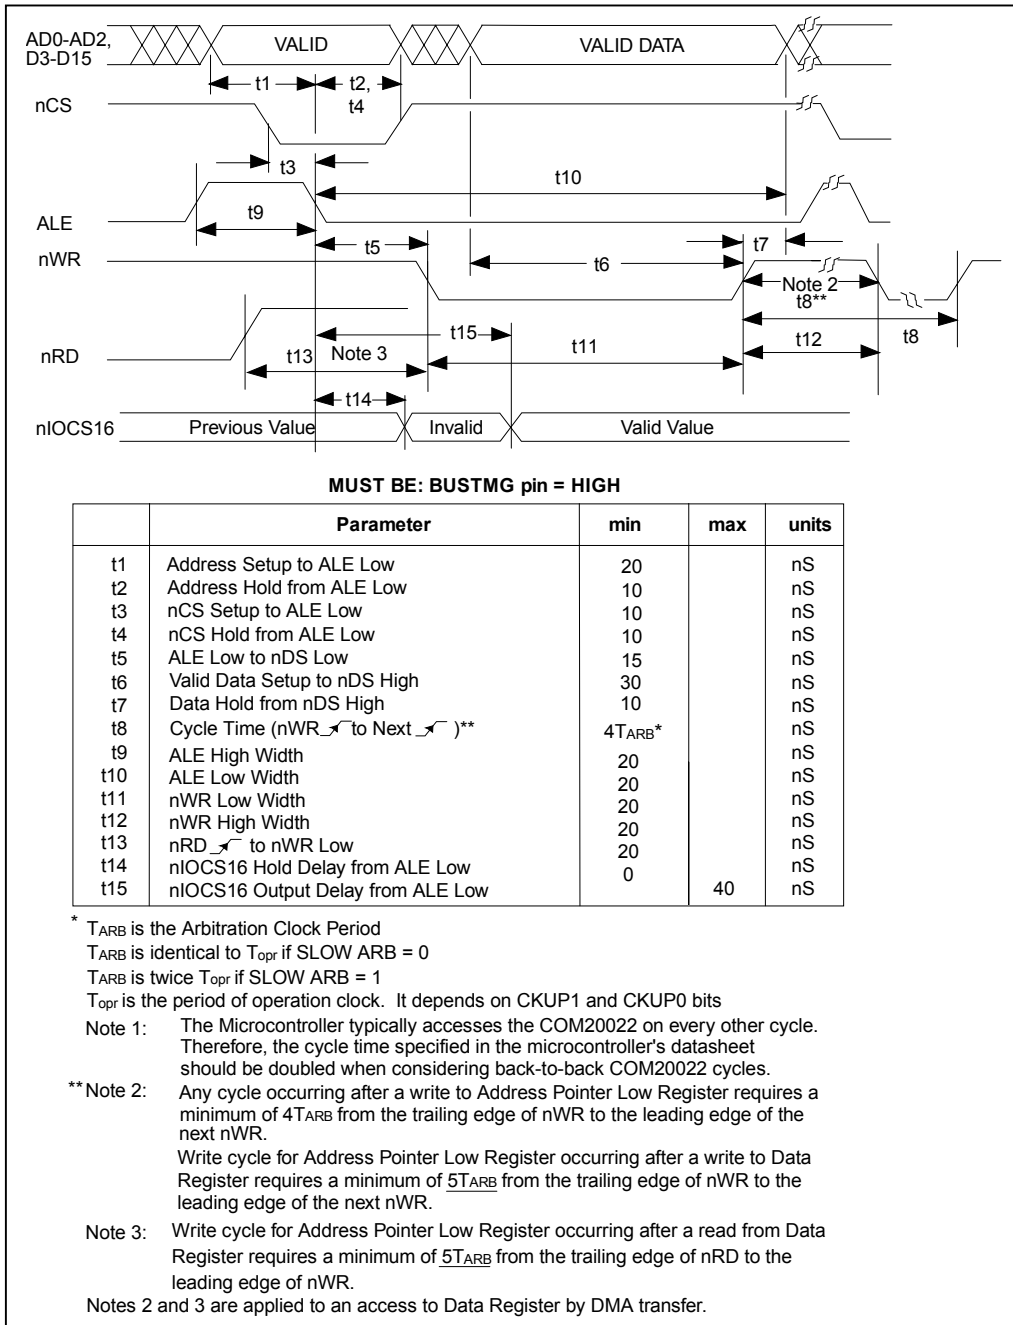 AD0-AD2,
D3-D15
VALID
VALID DATA
t1
t2,
t4
nCS
t3
t10
ALE
t9
t5
t7
nWR
t6
Note 2
t8**
t15
t8
nRD
t13
Note 3
t11
t12
t14
nIOCS16
Previous Value
Invalid
Valid Value
MUST BE: BUSTMG pin = HIGH
Parameter min max units
t1 Address Setup to ALE Low 20 nS
t2 Address Hold from ALE Low 10 nS
t3 nCS Setup to ALE Low 10 nS
t4 nCS Hold from ALE Low 10 nS
t5 ALE Low to nDS Low 15 nS
t6 Valid Data Setup to nDS High 30 nS
t7 Data Hold from nDS High 10 nS
t8 Cycle Time (nWR to Next )** 4TARB* nS
t9 ALE High Width 20 nS
t10 ALE Low Width 20 nS
t11 nWR Low Width 20 nS
t12 nWR High Width 20 nS
t13 nRD to nWR Low 20 nS
t14 nIOCS16 Hold Delay from ALE Low 0 nS
t15 nIOCS16 Output Delay from ALE Low 40 nS
* TARB is the Arbitration Clock Period
TARB is identical to Topr if SLOW ARB = 0
TARB is twice Topr if SLOW ARB = 1
Topr is the period of operation clock. It depends on CKUP1 and CKUP0 bits
Note 1: The Microcontroller typically accesses the COM20022 on every other cycle.
Therefore, the cycle time specified in the microcontroller's datasheet
should be doubled when considering back-to-back COM20022 cycles.
**Note 2: Any cycle occurring after a write to Address Pointer Low Register requires a
minimum of 4TARB from the trailing edge of nWR to the leading edge of the
next nWR.
Write cycle for Address Pointer Low Register occurring after a write to Data
Register requires a minimum of 5TARB from the trailing edge of nWR to the
leading edge of the next nWR.
Note 3: Write cycle for Address Pointer Low Register occurring after a read from Data
Register requires a minimum of 5TARB from the trailing edge of nRD to the
leading edge of nWR.
Notes 2 and 3 are applied to an access to Data Register by DMA transfer.